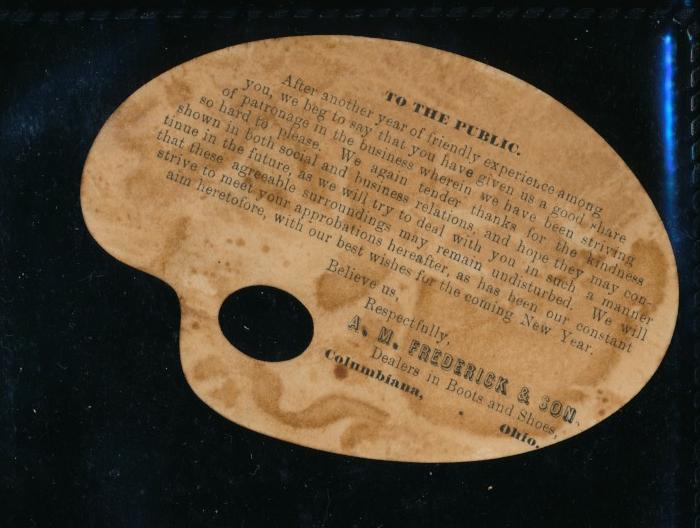 TO THE PUBLIC.
After another year of friendly experience among
you, we beg to say that you have given us a good share
of patronage in the business wherein we have been striving
so hard to please. We again tender thanks for the kindness
shown in both social and business relations, and hope they may con-
tinue in the future, as we will try to deal with you in such a manner
that these agreeable surroundings may remain undisturbed. We will
strive to meet your approbations hereafter, as has been our constant
aim heretofore, with our best wishes for the coming New Year.
Believe us,
Respectfully,
A. M. FREDERICK & SON,
Dealers in Boots and Shoes,
Columbiana, Ohio.